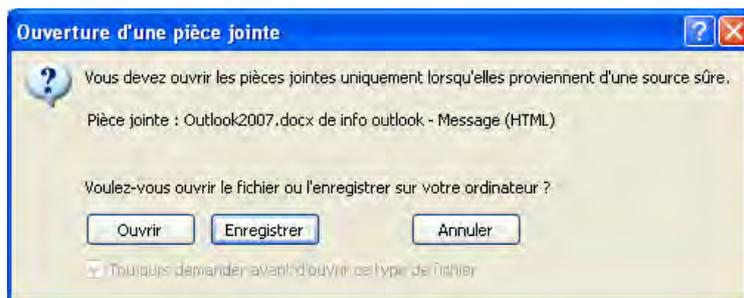 Ouverture d'une pièce jointe
Vous devez ouvrir les pièces jointes uniquement lorsqu'elles proviennent d'une source sûre.
Pièce jointe : Outlook2007.docx de info outlook - Message (HTML)
Voulez-vous ouvrir le fichier ou l'enregistrer sur votre ordinateur ?
Ouvrir Enregistrer Annuler
Toujours demander avant d'ouvrir ce type de fichier